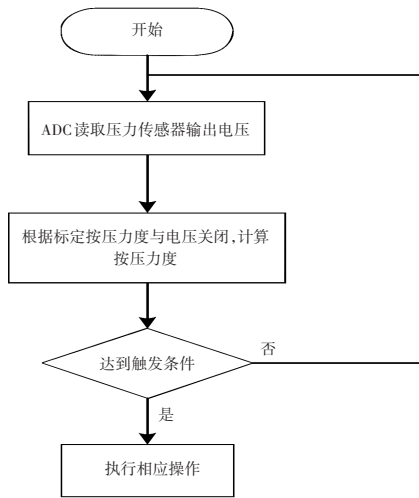 开始
ADC读取压力传感器输出电压
根据标定按压力度与电压关闭,计算
按压力度
达到触发条件
否
是
执行相应操作